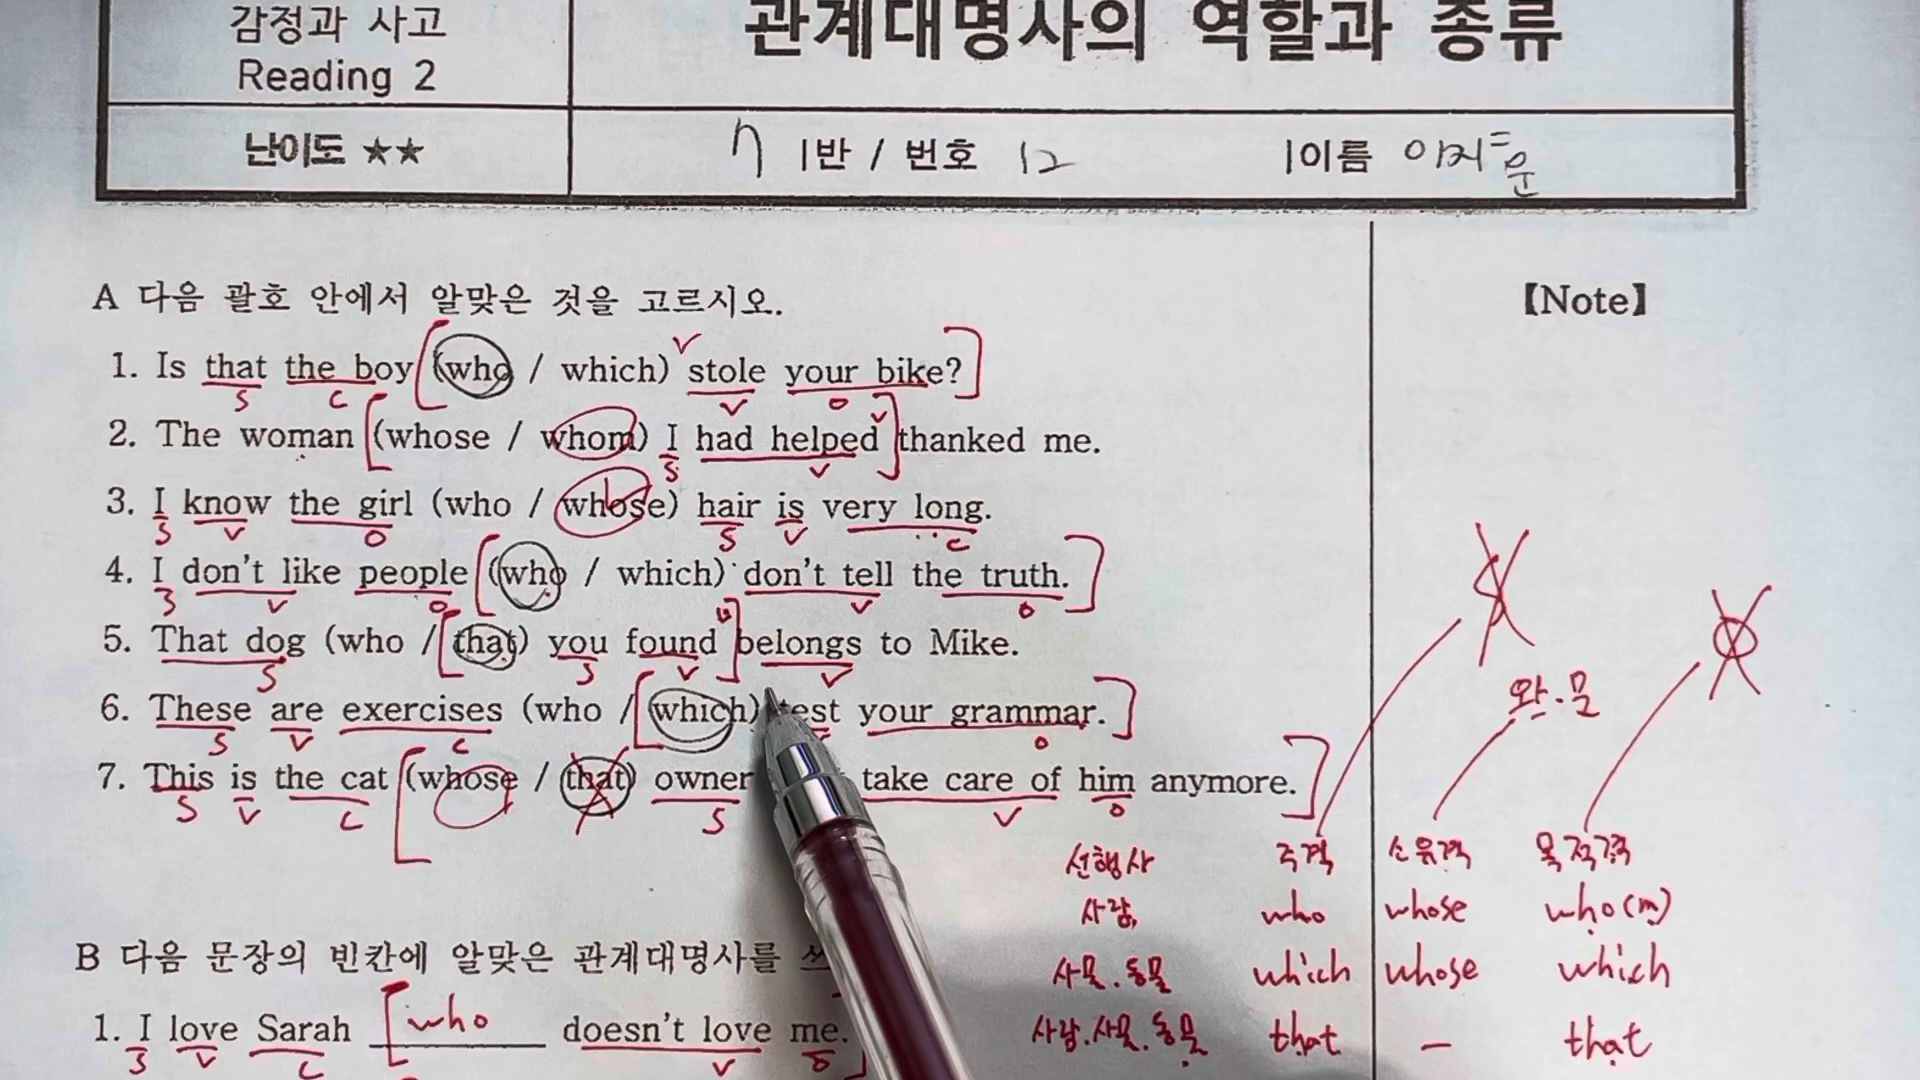 감정과 사고
Reading 2
관계대명사의 역할과 종류
난이도 ★★
7 |반 / 번호 12 |이름
A 다음 괄호 안에서 알맞은 것을 고르시오.
【Note】
1. Is that the boy (who / which) stole your bike?
S C V O
2. The woman (whose / whom) I had helped thanked me.
S V
3. I know the girl (who / whose) hair is very long.
S V O S V C
4. I don't like people (who / which) don't tell the truth.
S V O V O
5. That dog (who / that) you found belongs to Mike.
S S V V
완.문
6. These are exercises (who / which) test your grammar.
S V C O
7. This is the cat (whose / that) owner take care of him anymore.
S V C S V O
선행사 주격 소유격 목적격
사람, who whose who(m)
사물.동물 which whose which
사람.사물.동물 that — that
B 다음 문장의 빈칸에 알맞은 관계대명사를
1. I love Sarah who doesn't love me.
S V C V O